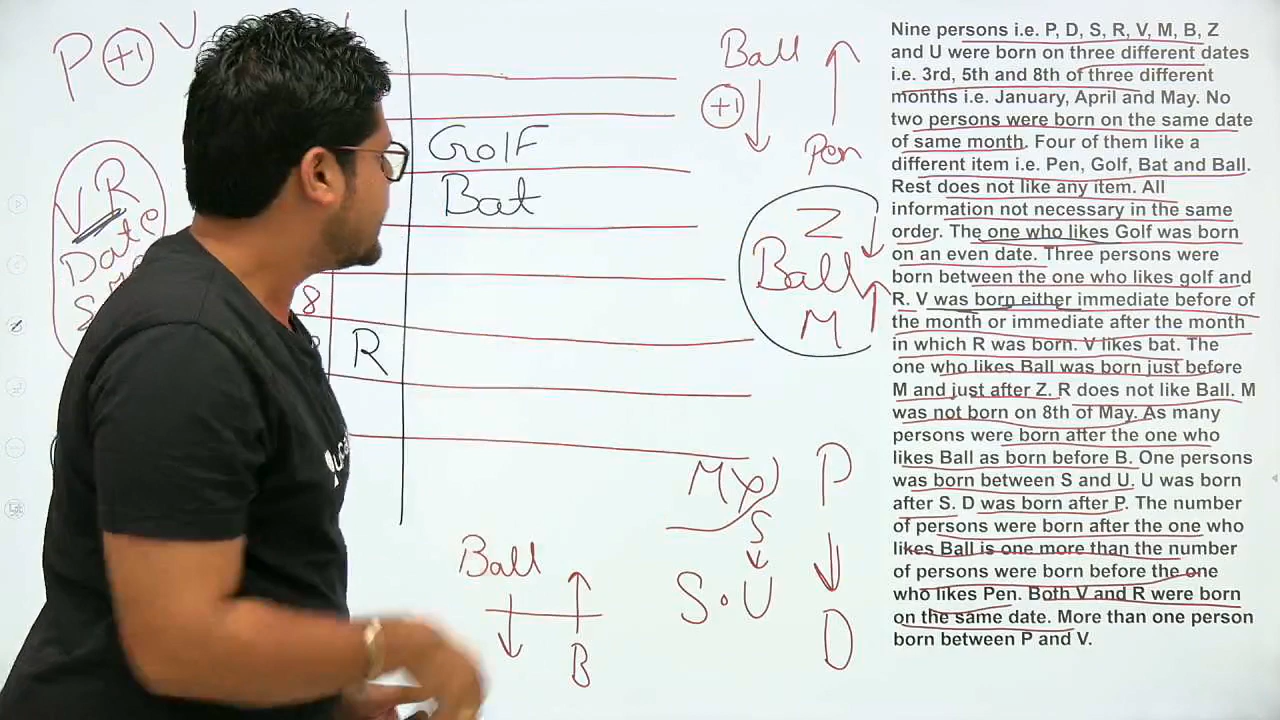 P +1 V
V R
Date
8
R
Golf
Bat
Ball
+1
Pen
Z
Ball
M
Ball
B
S
S . U
P
D
Nine persons i.e. P, D, S, R, V, M, B, Z
and U were born on three different dates
i.e. 3rd, 5th and 8th of three different
months i.e. January, April and May. No
two persons were born on the same date
of same month. Four of them like a
different item i.e. Pen, Golf, Bat and Ball.
Rest does not like any item. All
information not necessary in the same
order. The one who likes Golf was born
on an even date. Three persons were
born between the one who likes golf and
R. V was born either immediate before of
the month or immediate after the month
in which R was born. V likes bat. The
one who likes Ball was born just before
M and just after Z. R does not like Ball. M
was not born on 8th of May. As many
persons were born after the one who
likes Ball as born before B. One persons
was born between S and U. U was born
after S. D was born after P. The number
of persons were born after the one who
likes Ball is one more than the number
of persons were born before the one
who likes Pen. Both V and R were born
on the same date. More than one person
born between P and V.